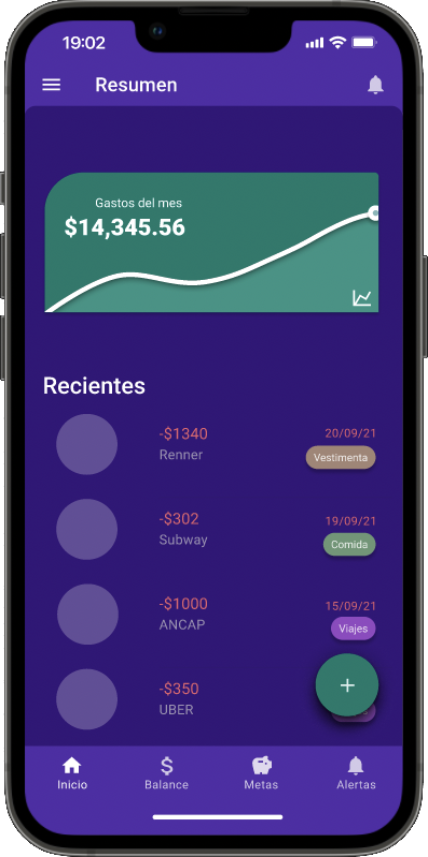 19:02
Resumen
Gastos del mes
$14,345.56
Recientes
-$1340
20/09/21
Renner
Vestimenta
-$302
19/09/21
Subway
Comida
-$1000
15/09/21
ANCAP
Viajes
-$350
UBER
+
Inicio
Balance
Metas
Alertas